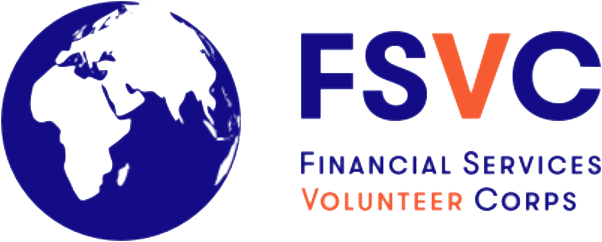 FSVC
FINANCIAL SERVICES
VOLUNTEER CORPS